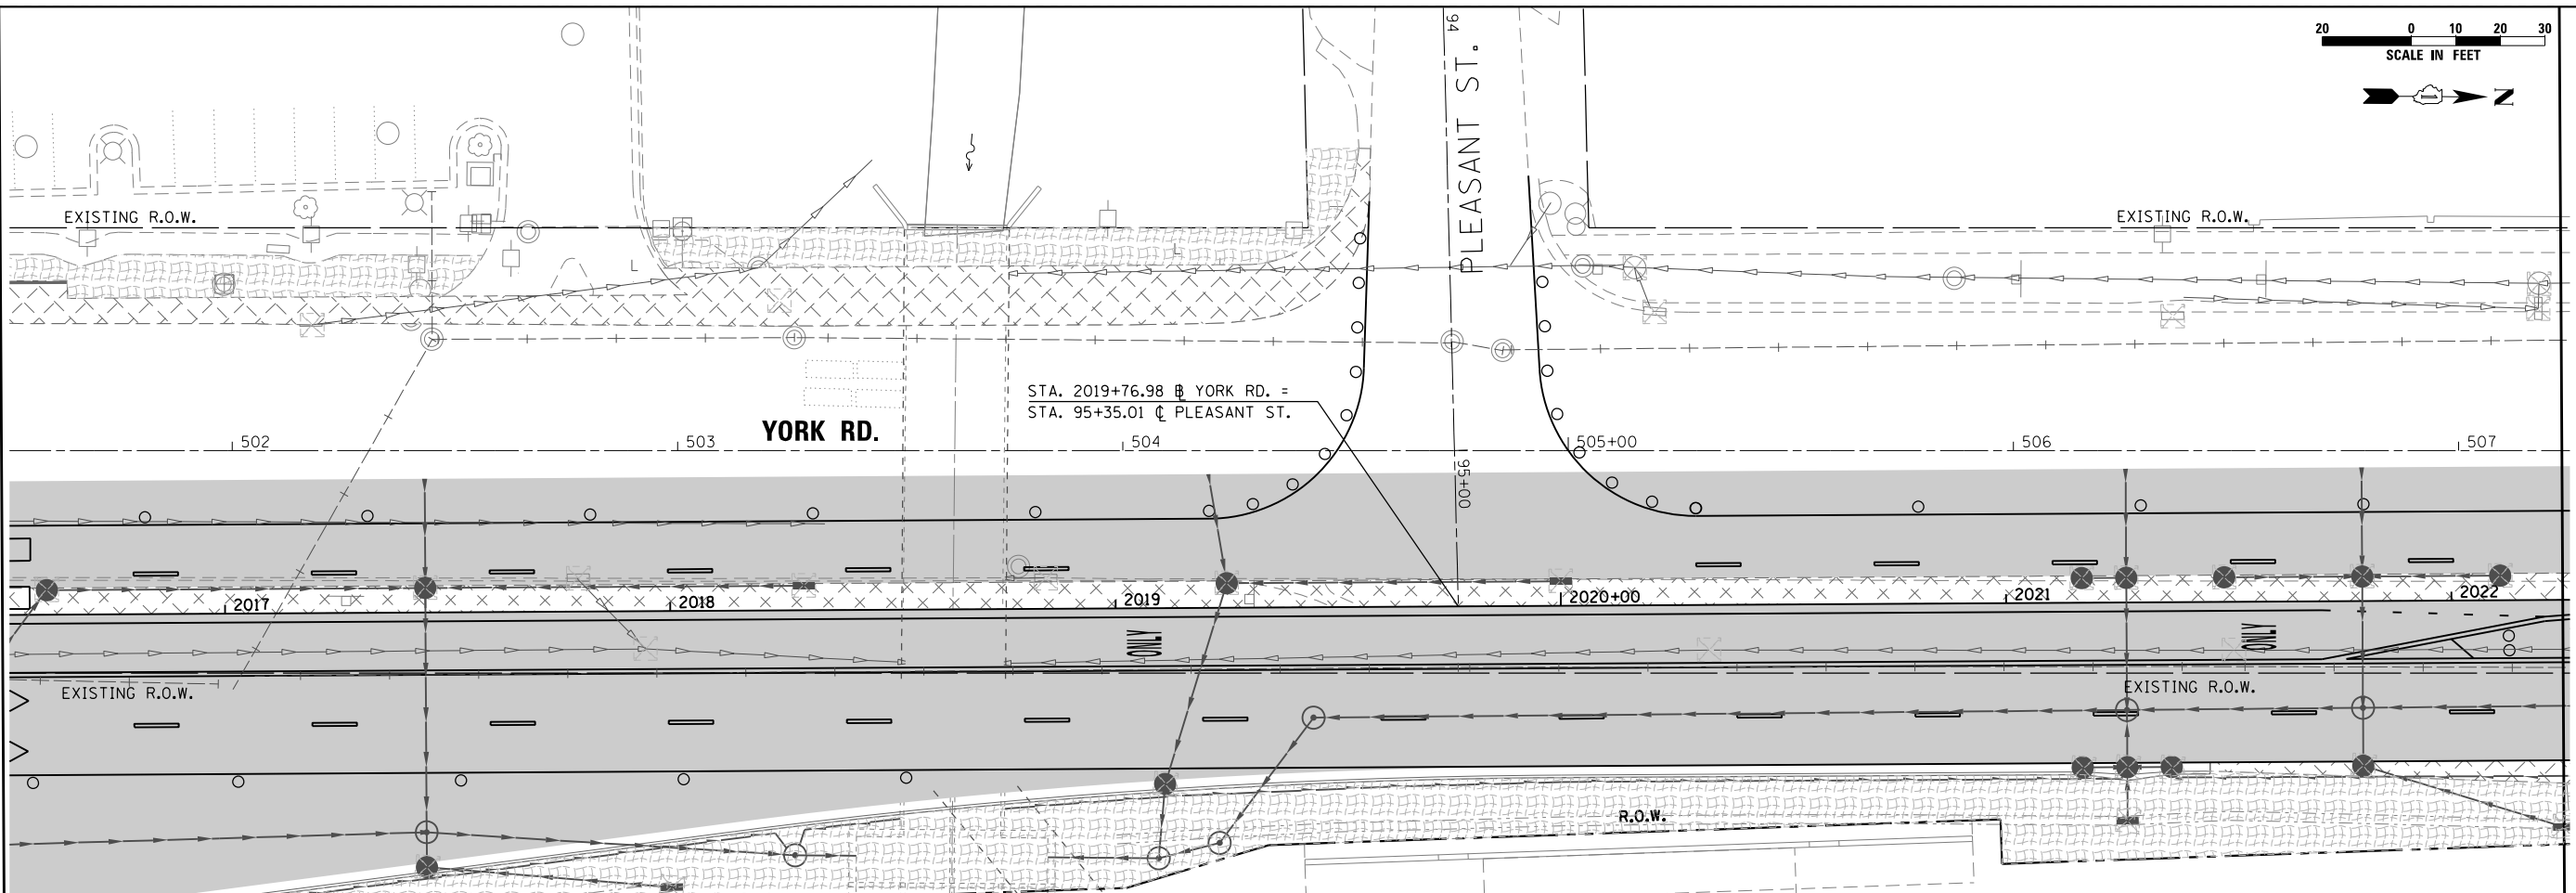 20 0 10 20 30
SCALE IN FEET
N
94
PLEASANT ST.
EXISTING R.O.W.
EXISTING R.O.W.
STA. 2019+76.98 ℄ YORK RD. =
STA. 95+35.01 ℄ PLEASANT ST.
YORK RD.
502 503 504 505+00 506 507
95+00
2017 2018 2019 2020+00 2021 2022
ONLY
ONLY
EXISTING R.O.W.
EXISTING R.O.W.
R.O.W.